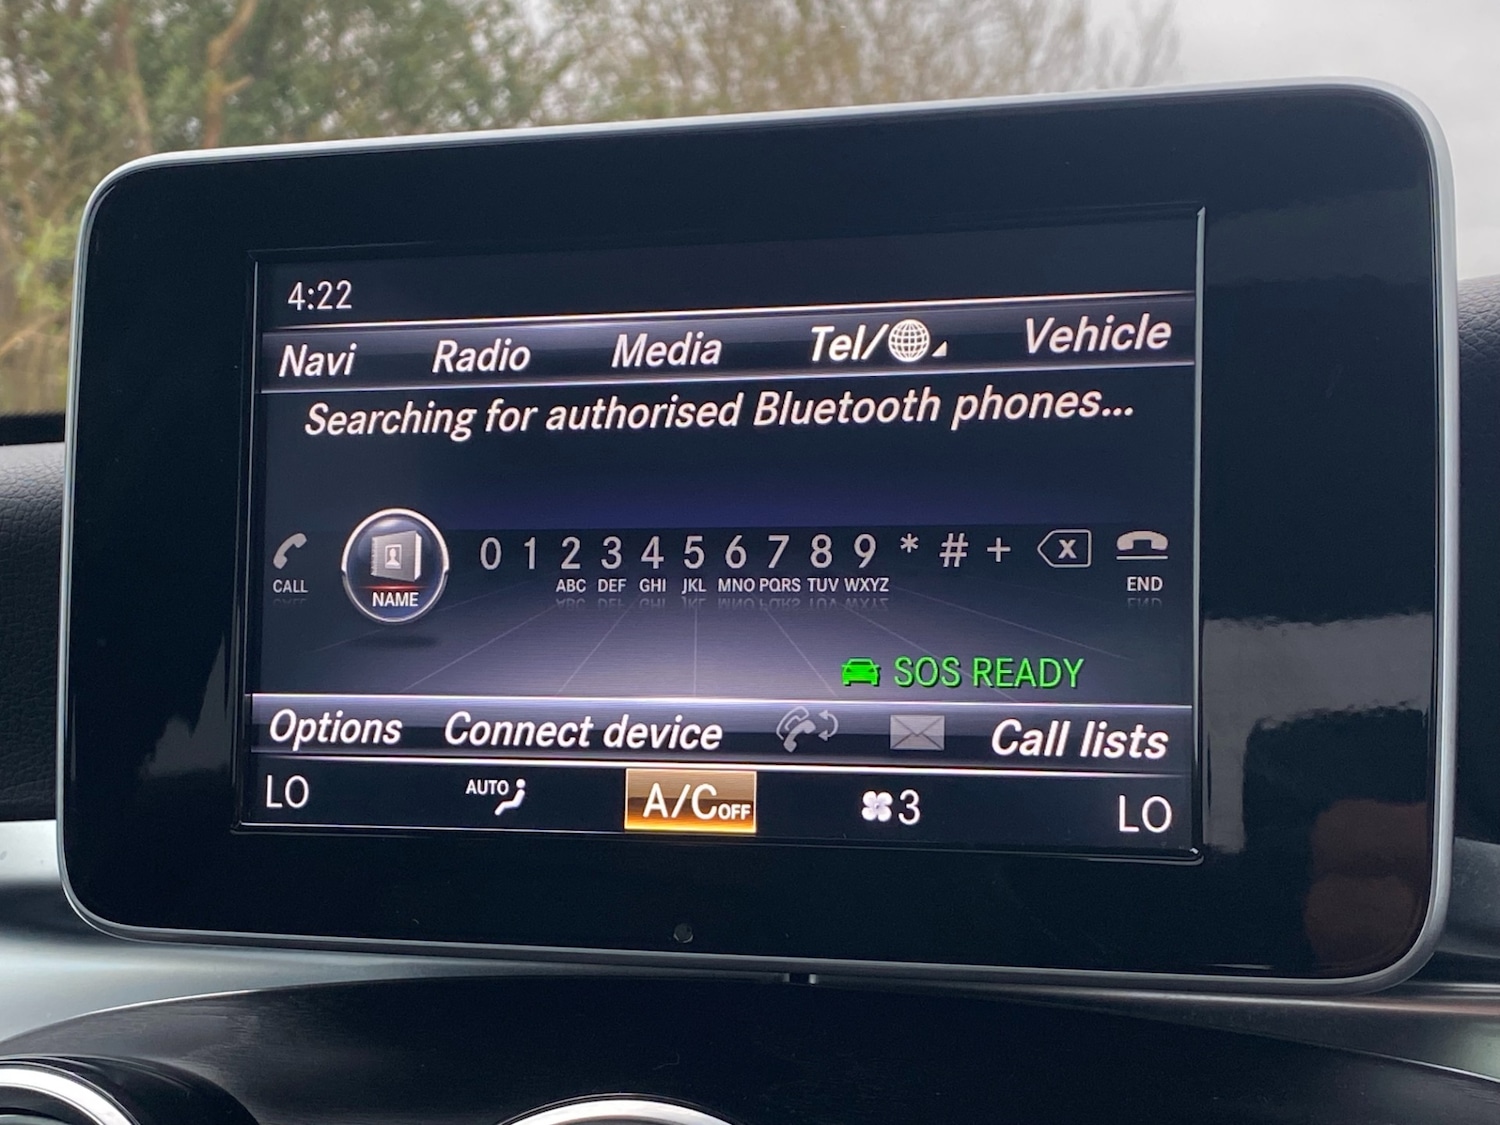 4:22
Navi Radio Media Tel/ Vehicle
Searching for authorised Bluetooth phones...
0 1 2 3 4 5 6 7 8 9 * # + X
CALL NAME ABC DEF GHI JKL MNO PQRS TUV WXYZ END
SOS READY
Options Connect device Call lists
LO AUTO A/C OFF 3 LO